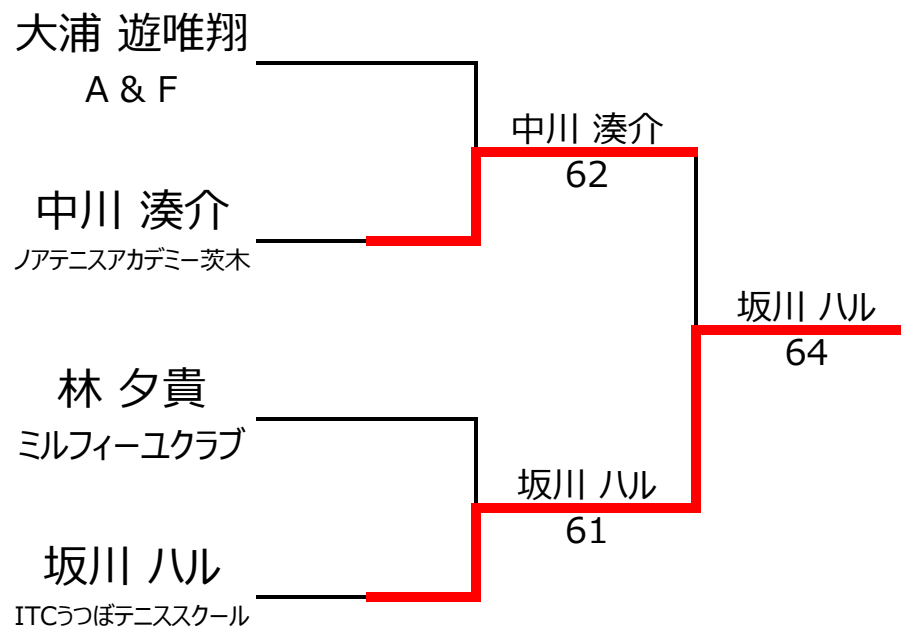 大浦 遊唯翔
A & F
中川 湊介
62
中川 湊介
ノアテニスアカデミー茨木
坂川 ハル
64
林 夕貴
ミルフィーユクラブ
坂川 ハル
61
坂川 ハル
ITCうつぼテニススクール